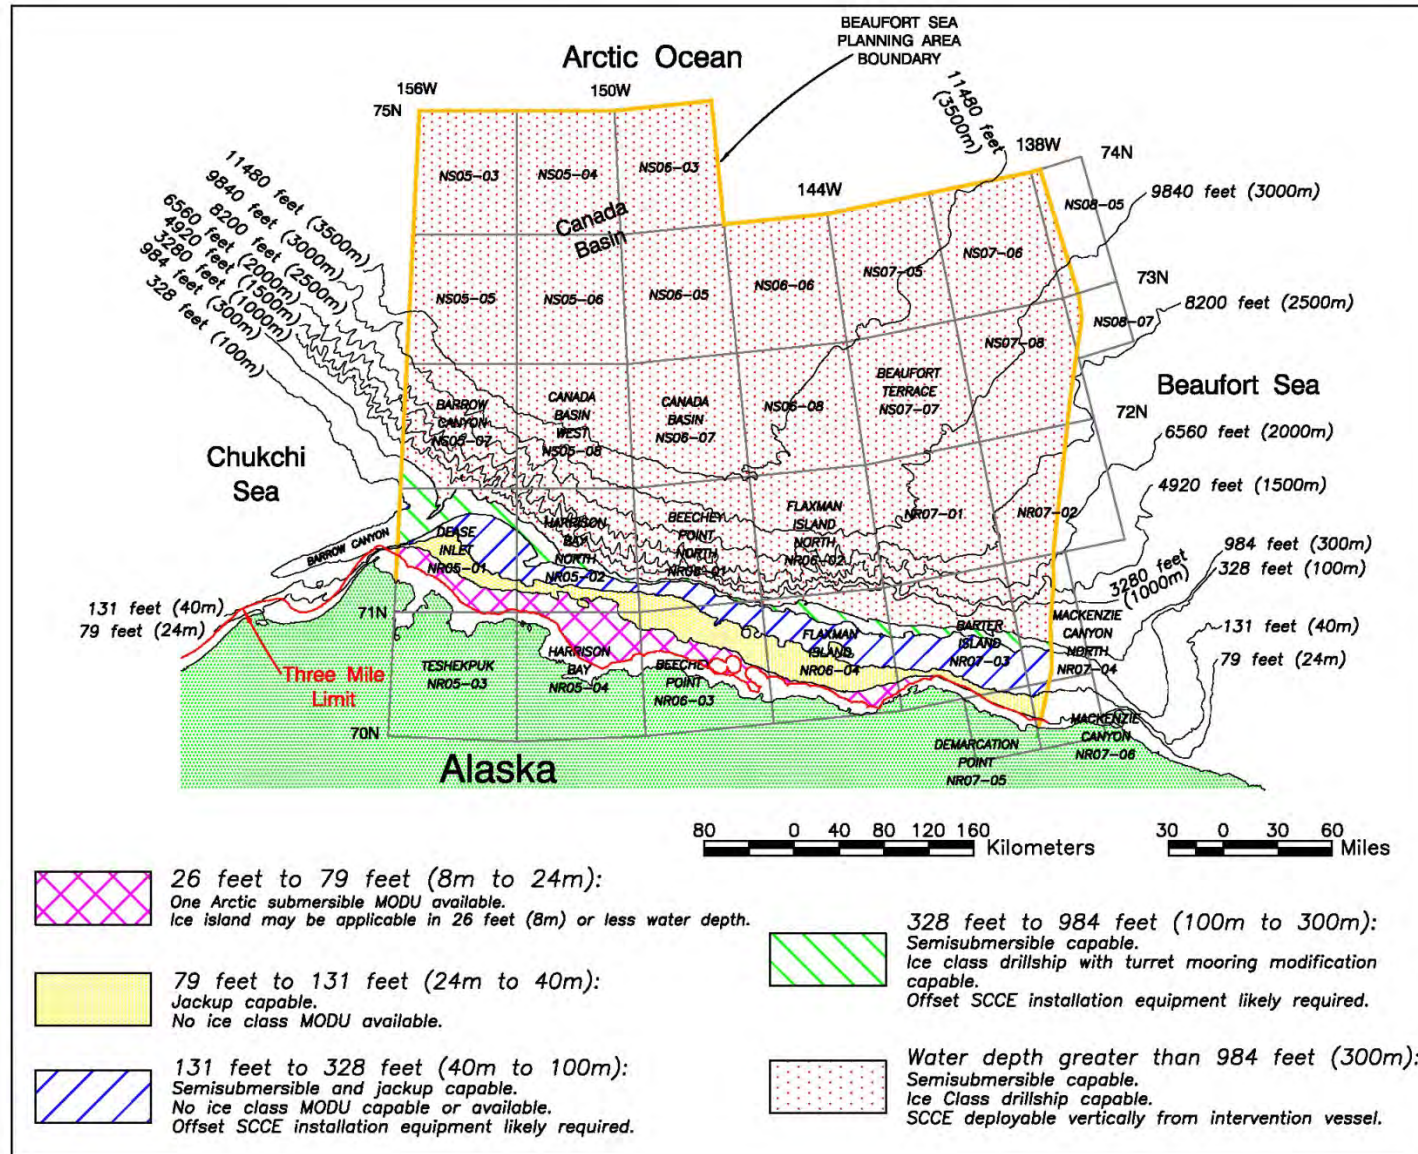 BEAUFORT SEA
PLANNING AREA
BOUNDARY
Arctic Ocean
156W
150W
75N
11480 feet
(3500m)
138W
74N
144W
NS05-03
NS05-04
NS06-03
NS08-05
9840 feet (3000m)
Canada
Basin
11480 feet (3500m)
9840 feet (3000m)
8200 feet (2500m)
6560 feet (2000m)
4920 feet (1500m)
3280 feet (1000m)
984 feet (300m)
328 feet (100m)
NS07-06
NS07-05
NS06-06
NS05-05
NS05-06
NS06-05
73N
8200 feet (2500m)
NS08-07
NS07-08
BEAUFORT
TERRACE
NS07-07
Beaufort Sea
BARROW
CANYON
NS05-07
CANADA
BASIN
WEST
NS05-08
CANADA
BASIN
NS06-07
NS06-08
72N
6560 feet (2000m)
Chukchi
Sea
4920 feet (1500m)
BARROW CANYON
DEASE
INLET
NR05-01
HARRISON
BAY
NORTH
NR05-02
BEECHEY
POINT
NORTH
NR06-01
FLAXMAN
ISLAND
NORTH
NR06-02
NR07-01
NR07-02
984 feet (300m)
328 feet (100m)
3280 feet
(1000m)
131 feet (40m)
79 feet (24m)
71N
131 feet (40m)
79 feet (24m)
Three Mile
Limit
TESHEKPUK
NR05-03
HARRISON
BAY
NR05-04
BEECHEY
POINT
NR06-03
FLAXMAN
ISLAND
NR06-04
BARTER
ISLAND
NR07-03
MACKENZIE
CANYON
NORTH
NR07-04
70N
Alaska
DEMARCATION
POINT
NR07-05
MACKENZIE
CANYON
NR07-06
80 0 40 80 120 160
Kilometers
30 0 30 60
Miles
26 feet to 79 feet (8m to 24m):
One Arctic submersible MODU available.
Ice island may be applicable in 26 feet (8m) or less water depth.
79 feet to 131 feet (24m to 40m):
Jackup capable.
No ice class MODU available.
131 feet to 328 feet (40m to 100m):
Semisubmersible and jackup capable.
No ice class MODU capable or available.
Offset SCCE installation equipment likely required.
328 feet to 984 feet (100m to 300m):
Semisubmersible capable.
Ice class drillship with turret mooring modification
capable.
Offset SCCE installation equipment likely required.
Water depth greater than 984 feet (300m):
Semisubmersible capable.
Ice Class drillship capable.
SCCE deployable vertically from intervention vessel.